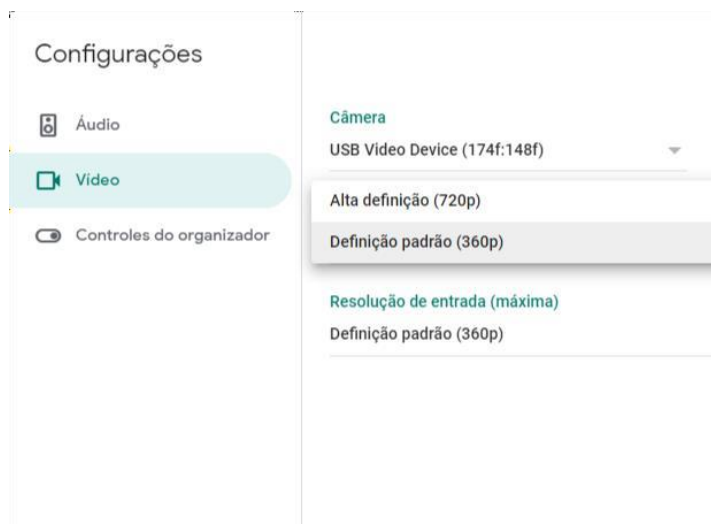 Configurações
Áudio
Vídeo
Controles do organizador
Câmera
USB Video Device (174f:148f)
Alta definição (720p)
Definição padrão (360p)
Resolução de entrada (máxima)
Definição padrão (360p)